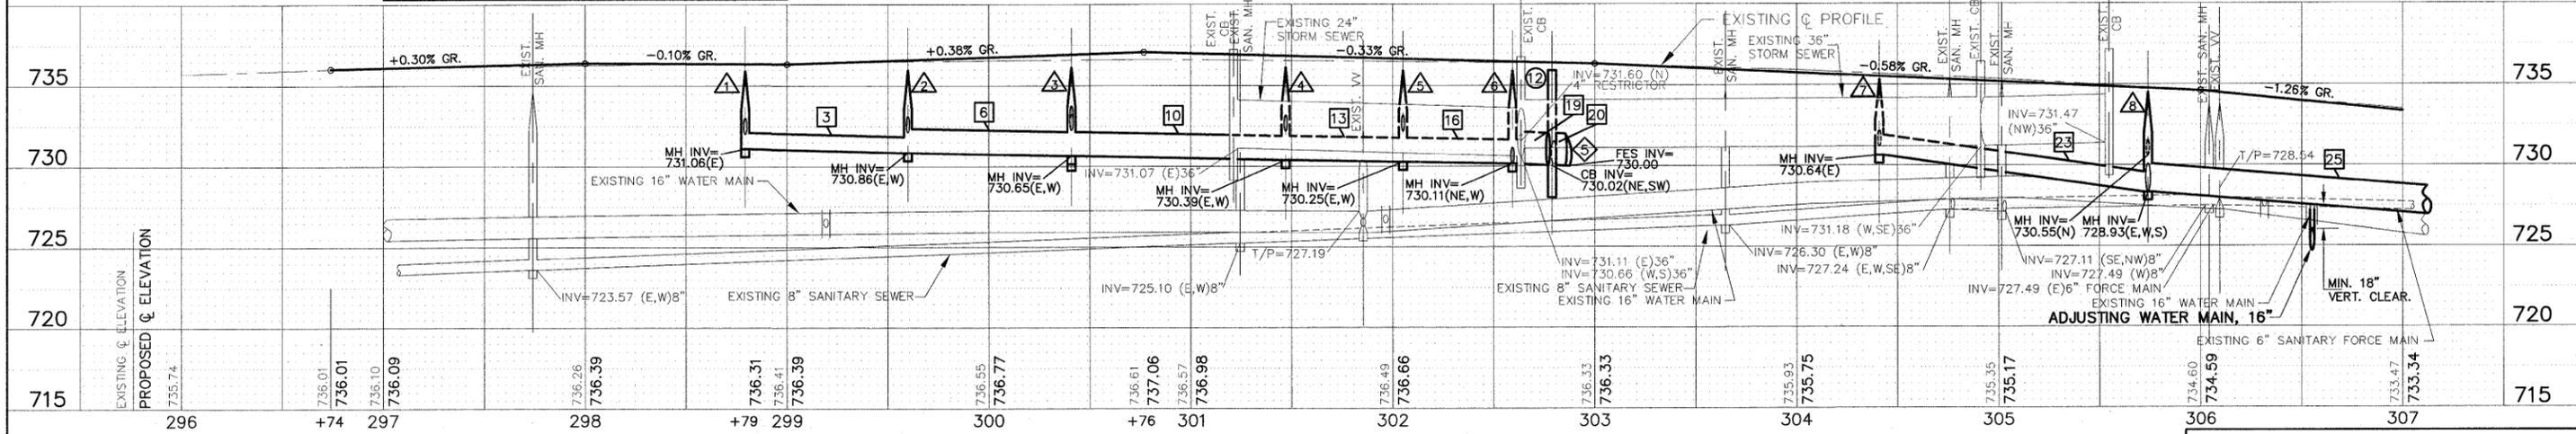 735
730
725
720
715
+0.30% GR.
-0.10% GR.
+0.38% GR.
-0.33% GR.
-0.58% GR.
-1.26% GR.
735
730
725
720
715
EXIST.
SAN. MH
EXIST.
CB
EXIST.
SAN. MH
EXISTING 24"
STORM SEWER
EXIST. VV
EXIST.
CB
EXISTING ℄ PROFILE
EXIST.
SAN. MH
EXISTING 36"
STORM SEWER
EXIST.
SAN. MH
EXIST. CB
EXIST.
SAN. MH
EXIST.
CB
EXIST. SAN. MH
EXIST. VV
1
2
3
4
5
6
7
8
12
3
6
10
13
16
19
20
5
23
25
INV=731.60 (N)
4" RESTRICTOR
INV=731.47
(NW)36"
T/P=728.54
MH INV=
731.06(E)
MH INV=
730.86(E,W)
MH INV=
730.65(E,W)
INV=731.07 (E)36"
MH INV=
730.39(E,W)
MH INV=
730.25(E,W)
MH INV=
730.11(NE,W)
FES INV=
730.00
CB INV=
730.02(NE,SW)
MH INV=
730.64(E)
MH INV=
730.55(N)
MH INV=
728.93(E,W,S)
EXISTING 16" WATER MAIN
INV=723.57 (E,W)8"
EXISTING 8" SANITARY SEWER
INV=725.10 (E,W)8"
T/P=727.19
INV=731.11 (E)36"
INV=730.66 (W,S)36"
EXISTING 8" SANITARY SEWER
EXISTING 16" WATER MAIN
INV=726.30 (E,W)8"
INV=731.18 (W,SE)36"
INV=727.24 (E,W,SE)8"
INV=727.11 (SE,NW)8"
INV=727.49 (W)8"
INV=727.49 (E)6" FORCE MAIN
EXISTING 16" WATER MAIN
ADJUSTING WATER MAIN, 16"
MIN. 18"
VERT. CLEAR.
EXISTING 6" SANITARY FORCE MAIN
EXISTING ℄ ELEVATION
PROPOSED ℄ ELEVATION
735.74
736.01
736.01
736.10
736.09
736.26
736.39
736.31
736.41
736.39
736.55
736.77
736.61
737.06
736.57
736.98
736.49
736.66
736.33
736.33
735.93
735.75
735.35
735.17
734.60
734.59
733.47
733.34
296
+74
297
298
+79
299
300
+76
301
302
303
304
305
306
307